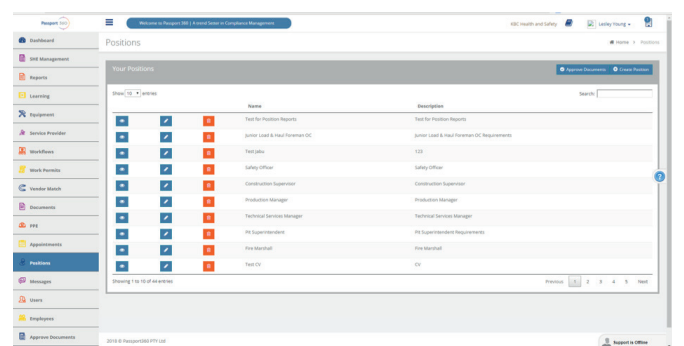 Passport 360
Welcome to Passport 360 | A trend Setter in Compliance Management
KBC Health and Safety
Lesley Young
Dashboard
Positions
Home > Positions
SHE Management
Reports
Learning
Equipment
Service Provider
Workflows
Work Permits
Vendor Match
Documents
PPE
Appointments
Positions
Messages
Users
Employees
Approve Documents
Your Positions
Approve Documents
Create Position
Show 10 entries
Search:
Name Description
Test for Position Reports Test for Position Reports
Junior Load & Haul Foreman OC Junior Load & Haul Foreman OC Requirements
Test Jaku 123
Safety Officer Safety Officer
Construction Supervisor Construction Supervisor
Production Manager Production Manager
Technical Services Manager Technical Services Manager
Pit Superintendent Pit Superintendent Requirements
Fire Marshall Fire Marshall
Test CV CV
Showing 1 to 10 of 44 entries
Previous 1 2 3 4 5 Next
2016 © Passport360 PTY Ltd
Support is Offline